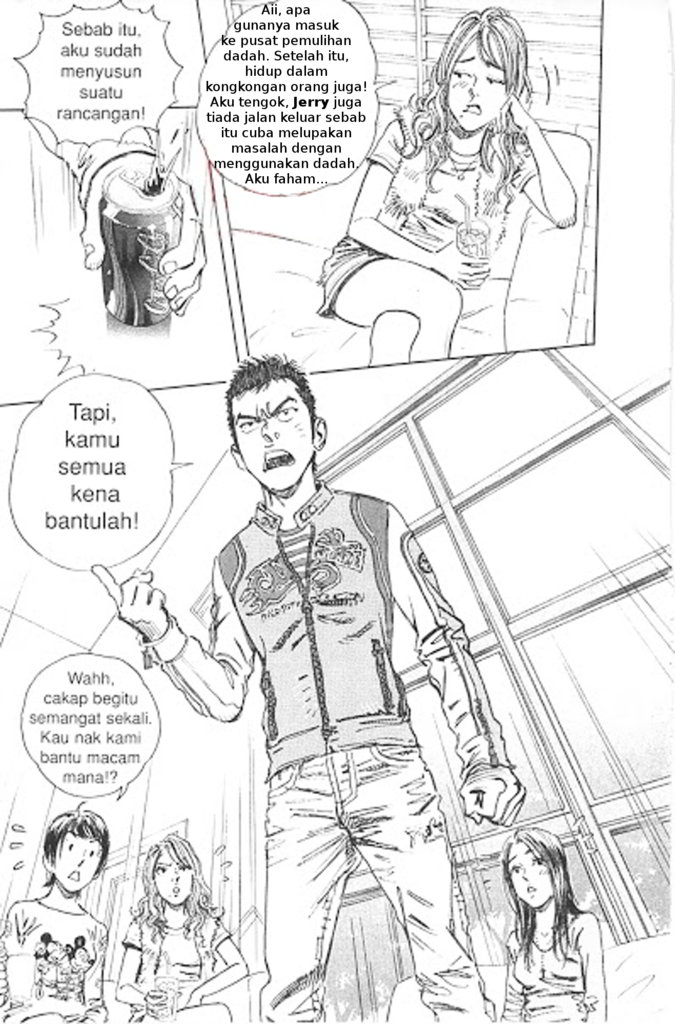 Sebab itu,
aku sudah
menyusun
suatu
rancangan!
Aii, apa
gunanya masuk
ke pusat pemulihan
dadah. Setelah itu,
hidup dalam
kongkongan orang juga!
Aku tengok, Jerry juga
tiada jalan keluar sebab
itu cuba melupakan
masalah dengan
menggunakan dadah.
Aku faham...
Tapi,
kamu
semua
kena
bantulah!
Wahh,
cakap begitu
semangat sekali.
Kau nak kami
bantu macam
mana!?